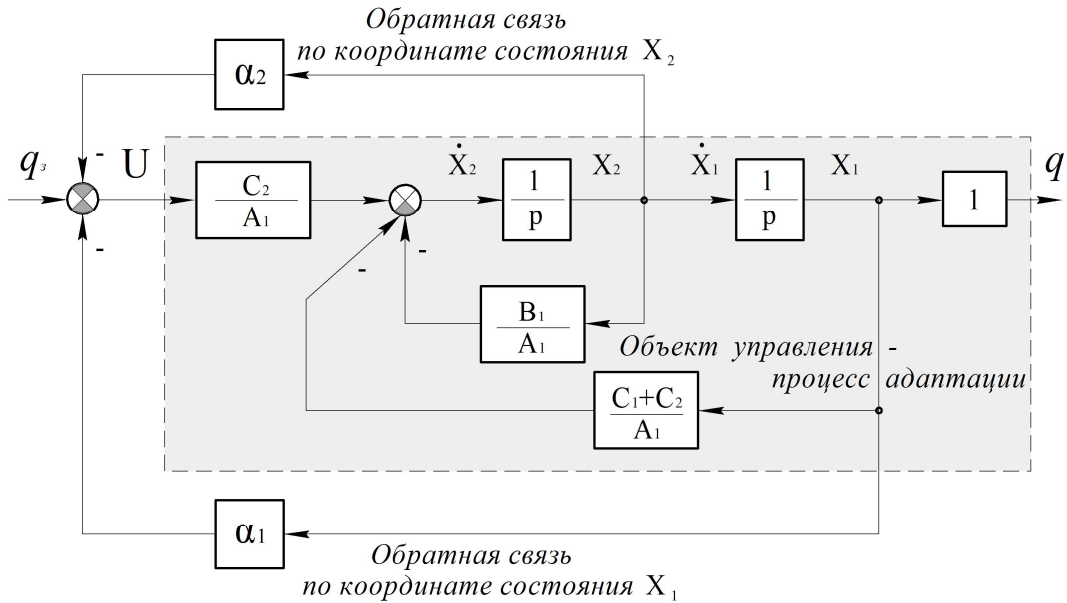 Обратная связь
по координате состояния X₂
α₂
-
qз
U
C₂
A₁
Ẋ₂
1
p
X₂
Ẋ₁
1
p
X₁
1
q
-
-
-
B₁
A₁
Объект управления -
процесс адаптации
C₁+C₂
A₁
α₁
Обратная связь
по координате состояния X₁